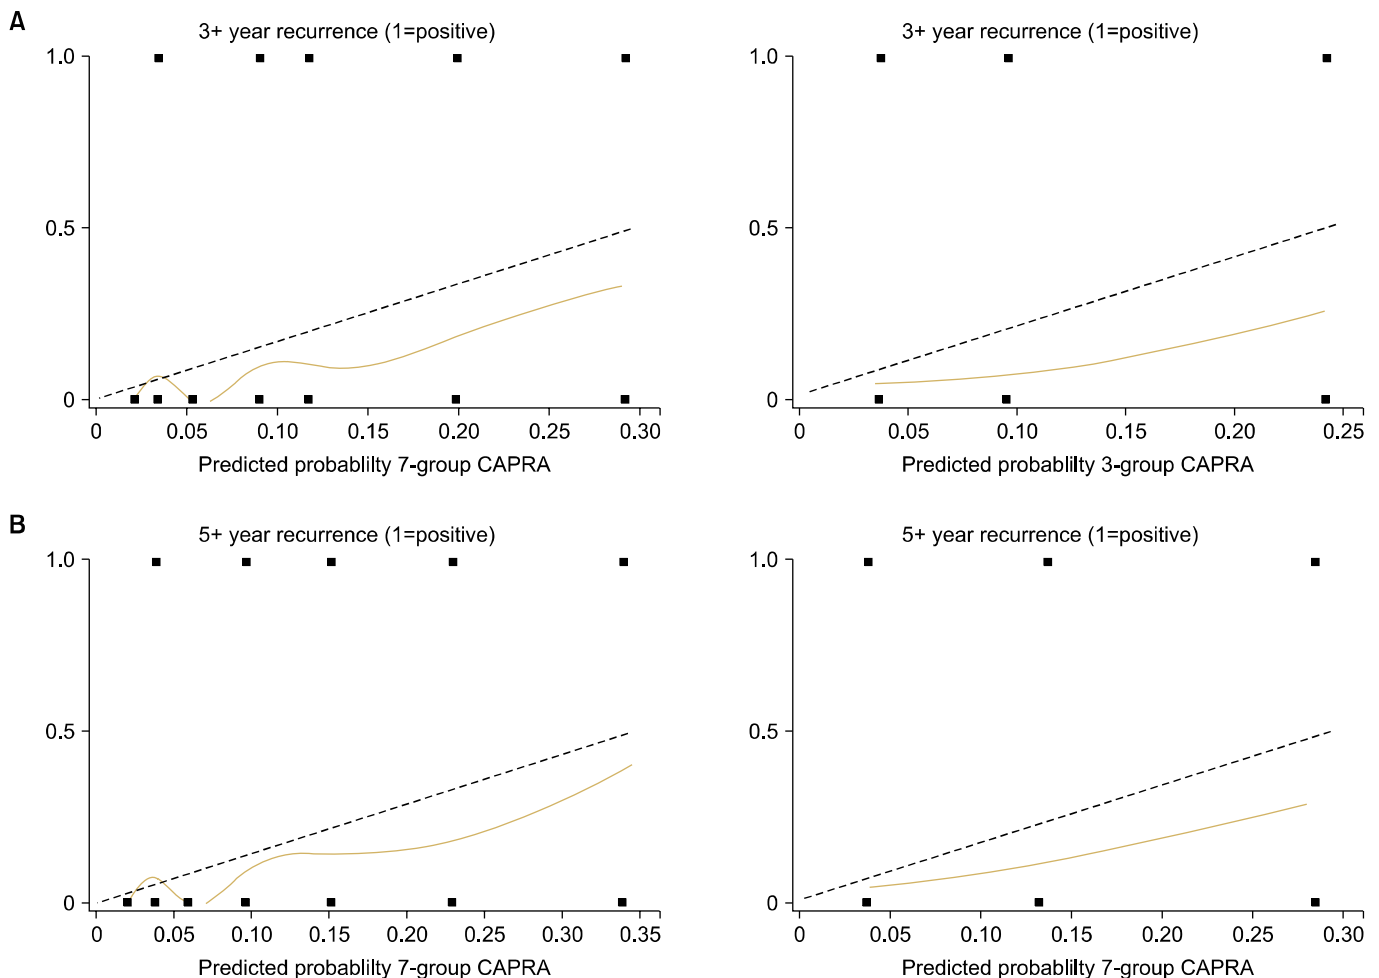 A
3+ year recurrence (1=positive)
1.0
0.5
0
0 0.05 0.10 0.15 0.20 0.25 0.30
Predicted probablilty 7-group CAPRA
3+ year recurrence (1=positive)
1.0
0.5
0
0 0.05 0.10 0.15 0.20 0.25
Predicted probablilty 3-group CAPRA
B
5+ year recurrence (1=positive)
1.0
0.5
0
0 0.05 0.10 0.15 0.20 0.25 0.30 0.35
Predicted probablilty 7-group CAPRA
5+ year recurrence (1=positive)
1.0
0.5
0
0 0.05 0.10 0.15 0.20 0.25 0.30
Predicted probablilty 7-group CAPRA